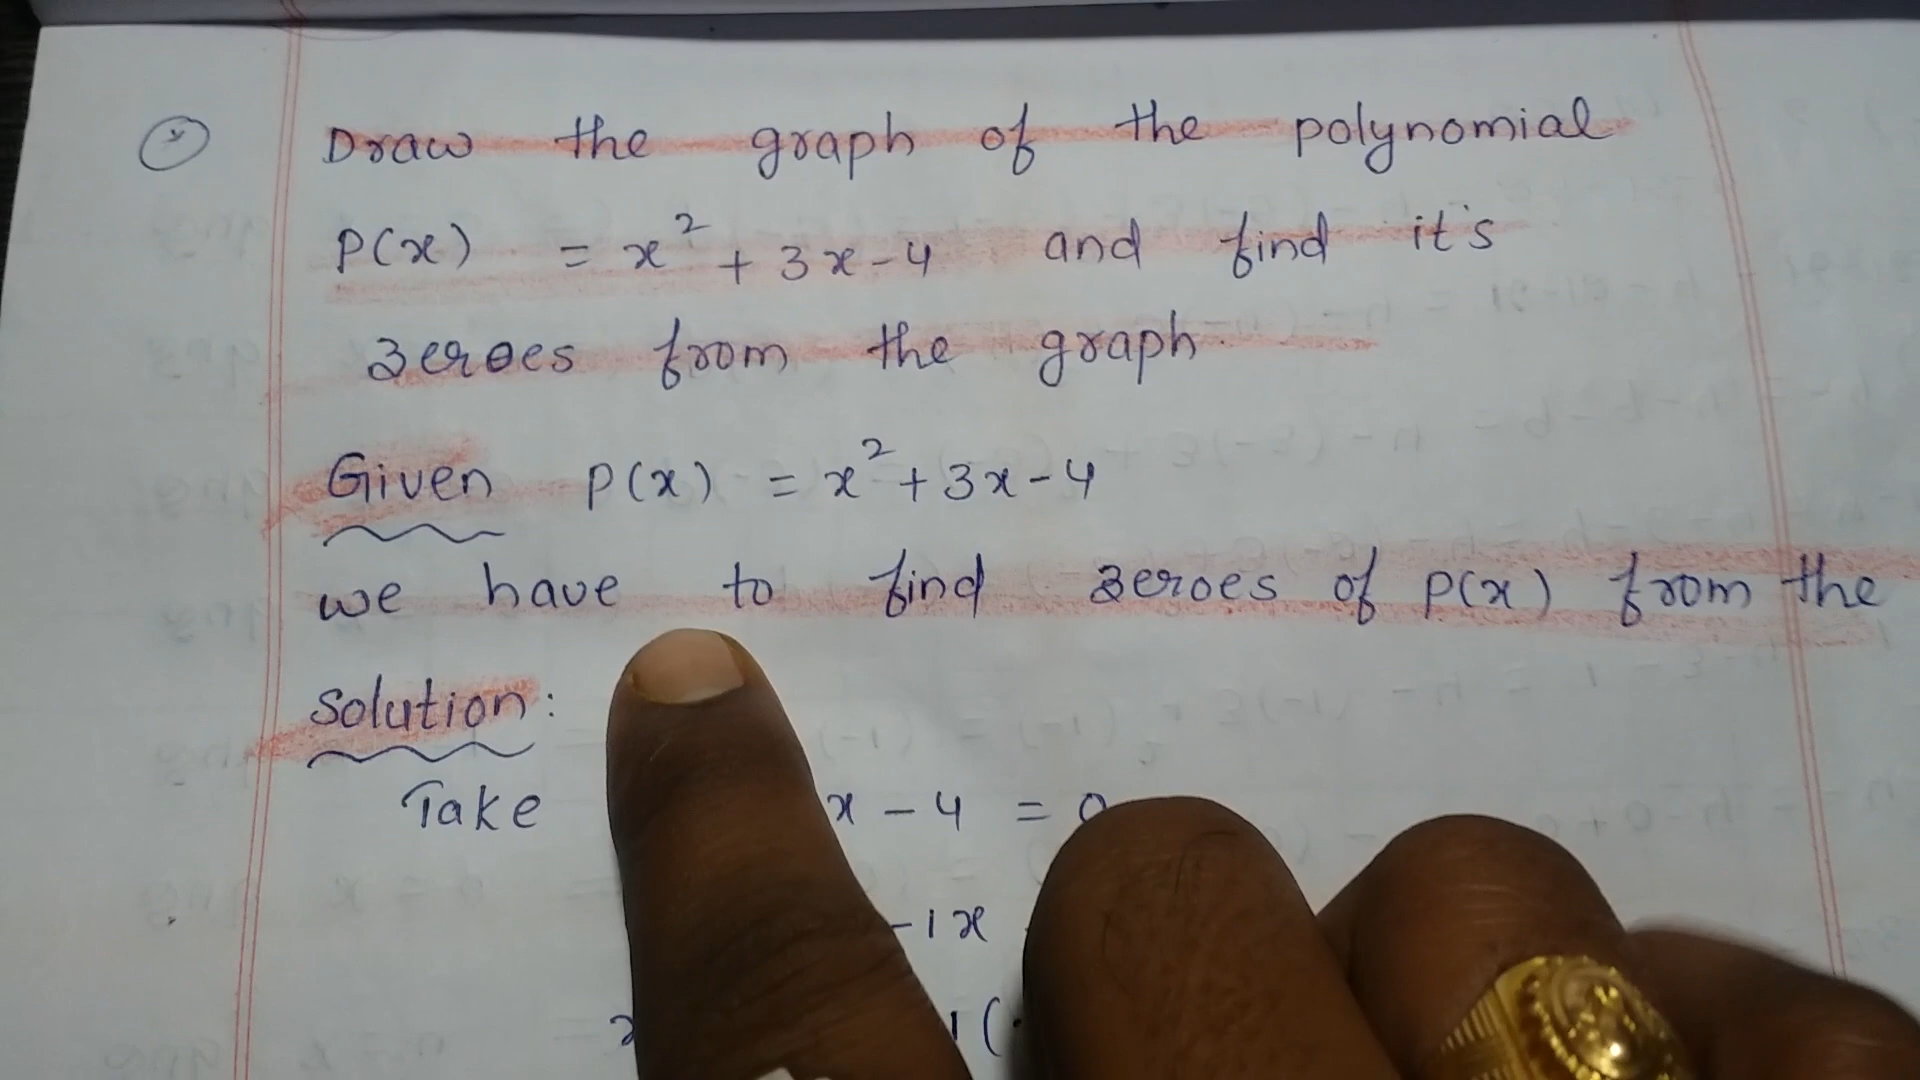 Draw the graph of the polynomial
P(x) = x² + 3x - 4 and find it's
zeroes from the graph.
Given P(x) = x² + 3x - 4
we have to find zeroes of P(x) from the
Solution:
Take x - 4 = 0
-1x
1(